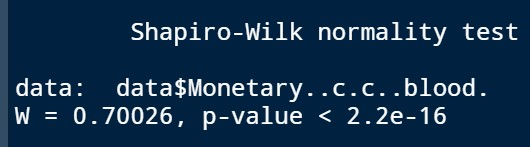 Shapiro-Wilk normality test
data:  data$Monetary..c.c..blood.
W = 0.70026, p-value < 2.2e-16